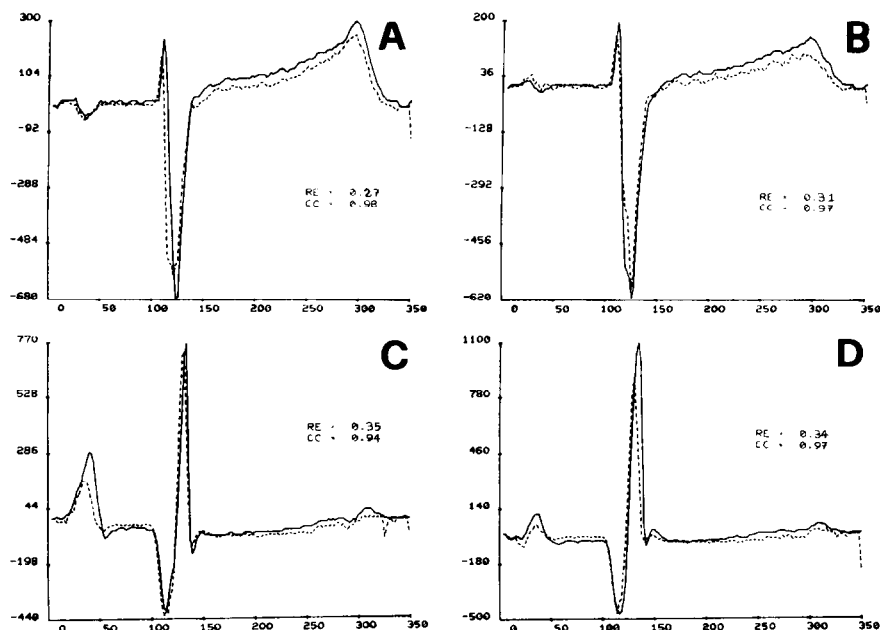 300
104
-92
-288
-484
-680
0 50 100 150 200 250 300 350
A
RE = 0.27
CC = 0.98
200
36
-128
-292
-456
-620
0 50 100 150 200 250 300 350
B
RE = 0.31
CC = 0.97
770
528
286
44
-198
-440
0 50 100 150 200 250 300 350
C
RE = 0.35
CC = 0.94
1100
780
460
140
-180
-500
0 50 100 150 200 250 300 350
D
RE = 0.34
CC = 0.97